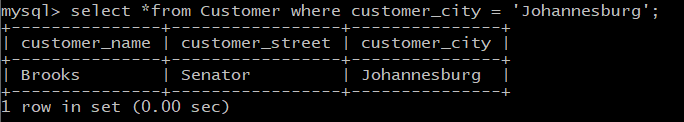 mysql> select *from Customer where customer_city = 'Johannesburg';
+---------------+-----------------+---------------+
| customer_name | customer_street | customer_city |
+---------------+-----------------+---------------+
| Brooks        | Senator         | Johannesburg  |
+---------------+-----------------+---------------+
1 row in set (0.00 sec)